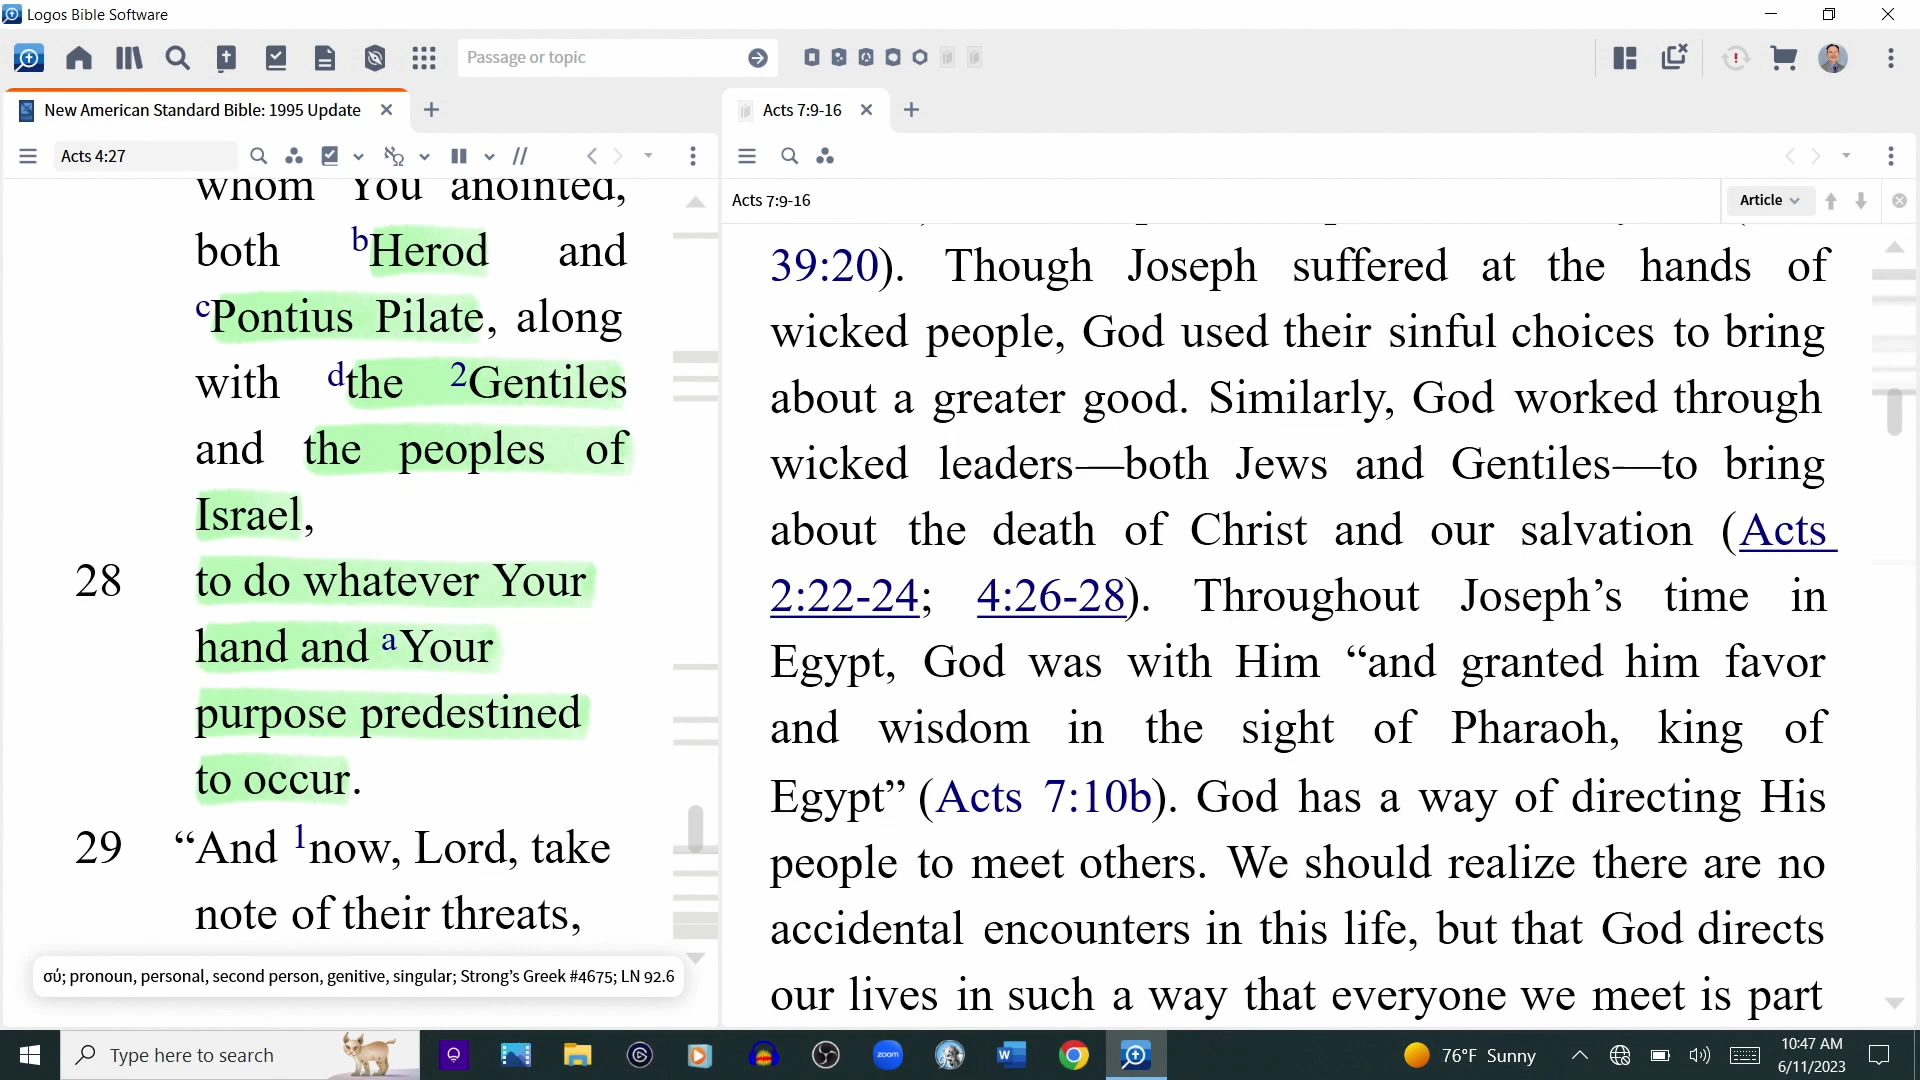 Logos Bible Software
Passage or topic
New American Standard Bible: 1995 Update
Acts 7:9-16
Acts 4:27
Acts 7:9-16
Article
whom You anointed,
both bHerod and
cPontius Pilate, along
with dthe 2Gentiles
and the peoples of
Israel,
28 to do whatever Your
hand and aYour
purpose predestined
to occur.
29 “And 1now, Lord, take
note of their threats,
σύ; pronoun, personal, second person, genitive, singular; Strong’s Greek #4675; LN 92.6
39:20). Though Joseph suffered at the hands of
wicked people, God used their sinful choices to bring
about a greater good. Similarly, God worked through
wicked leaders—both Jews and Gentiles—to bring
about the death of Christ and our salvation (Acts
2:22-24; 4:26-28). Throughout Joseph’s time in
Egypt, God was with Him “and granted him favor
and wisdom in the sight of Pharaoh, king of
Egypt” (Acts 7:10b). God has a way of directing His
people to meet others. We should realize there are no
accidental encounters in this life, but that God directs
our lives in such a way that everyone we meet is part
Type here to search
zoom
W
76°F Sunny
10:47 AM
6/11/2023